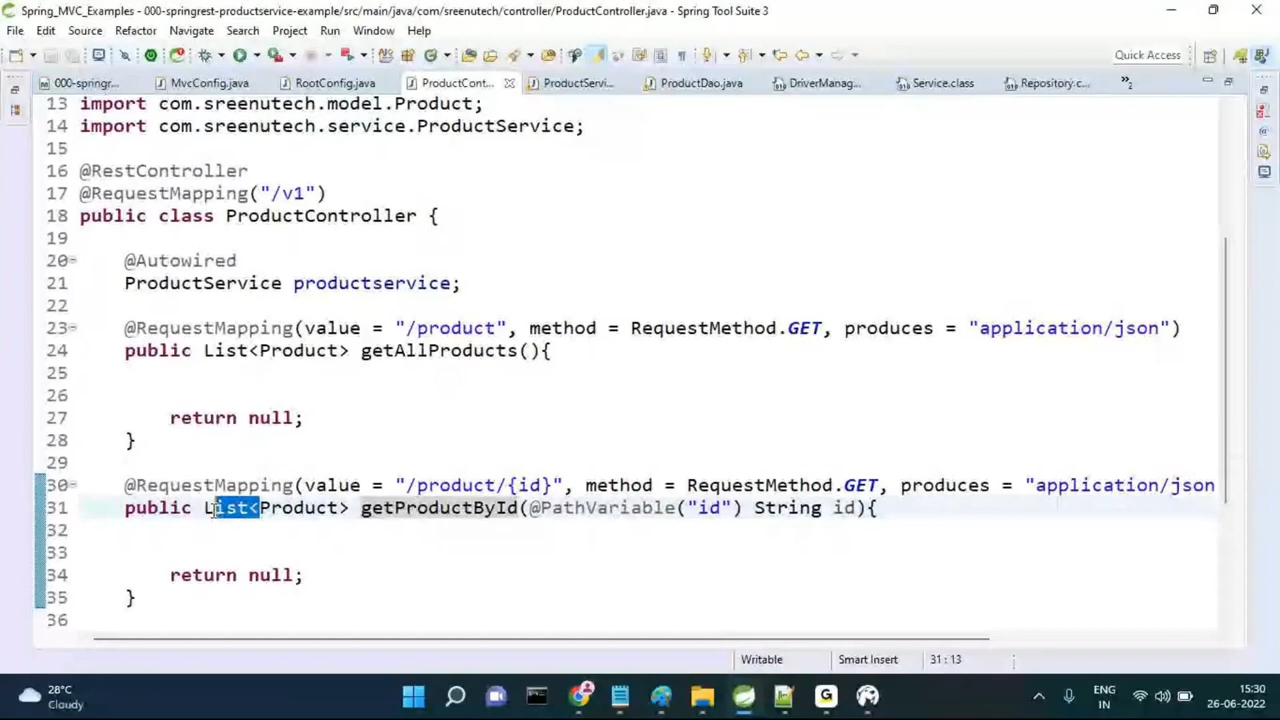 Spring_MVC_Examples - 000-springrest-productservice-example/src/main/java/com/sreenutech/controller/ProductController.java - Spring Tool Suite 3
File Edit Source Refactor Navigate Search Project Run Window Help
Quick Access
000-springr... MvcConfig.java RootConfig.java ProductCont... ProductServi... ProductDao.java DriverManag... Service.class Repository.c... »2
13 import com.sreenutech.model.Product;
14 import com.sreenutech.service.ProductService;
15
16 @RestController
17 @RequestMapping("/v1")
18 public class ProductController {
19
20 @Autowired
21 ProductService productservice;
22
23 @RequestMapping(value = "/product", method = RequestMethod.GET, produces = "application/json")
24 public List<Product> getAllProducts(){
25
26
27 return null;
28 }
29
30 @RequestMapping(value = "/product/{id}", method = RequestMethod.GET, produces = "application/json
31 public List<Product> getProductById(@PathVariable("id") String id){
32
33
34 return null;
35 }
36
Writable Smart Insert 31 : 13
28°C
Cloudy
ENG
IN
15:30
26-06-2022